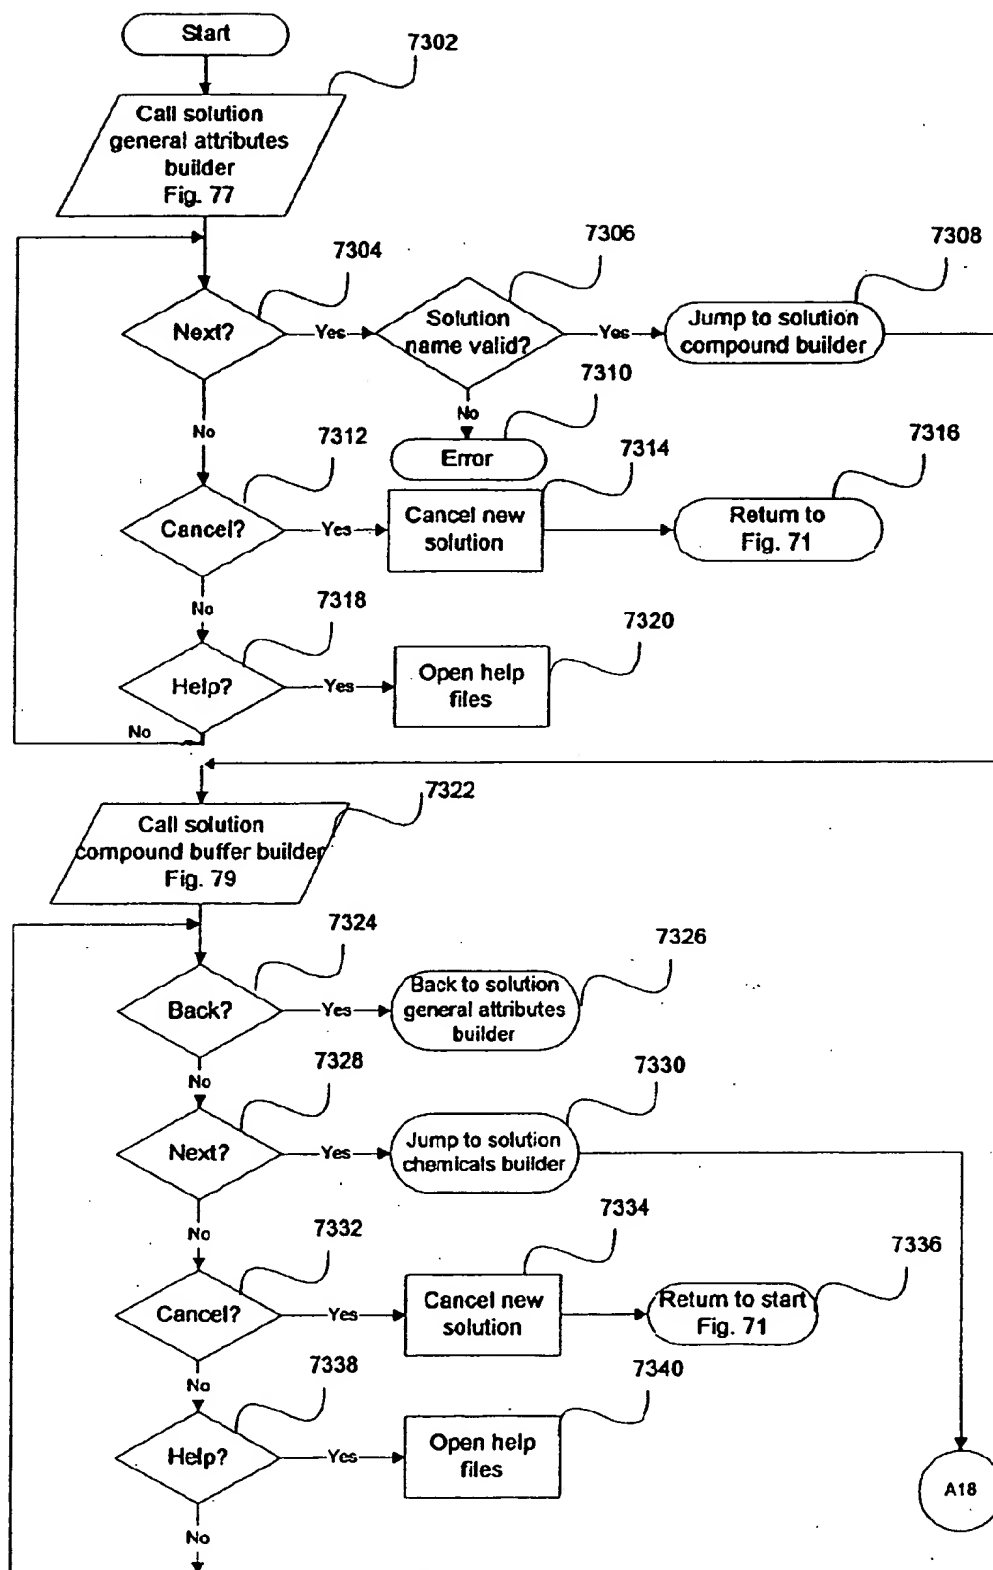 Start
7302
Call solution
general attributes
builder
Fig. 77
7304
7306
7308
Next?
Yes
Solution
name valid?
Yes
Jump to solution
compound builder
No
7310
No
Error
7312
7314
7316
Cancel?
Yes
Cancel new
solution
Return to
Fig. 71
No
7318
7320
Help?
Yes
Open help
files
No
7322
Call solution
compound buffer builder
Fig. 79
7324
7326
Back?
Yes
Back to solution
general attributes
builder
No
7328
7330
Next?
Yes
Jump to solution
chemicals builder
No
7332
7334
7336
Cancel?
Yes
Cancel new
solution
Return to start
Fig. 71
No
7338
7340
Help?
Yes
Open help
files
A18
No